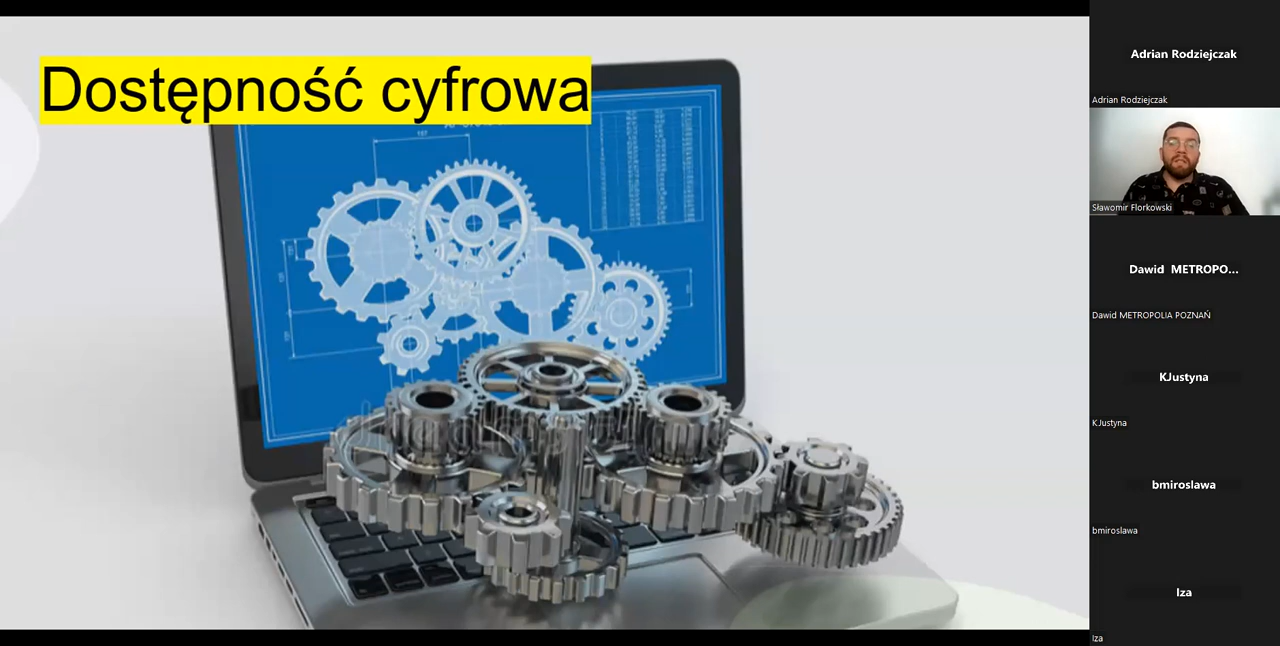 Dostępność cyfrowa
Adrian Rodziejczak
Adrian Rodziejczak
Sławomir Florkowski
Dawid METROPO...
Dawid METROPOLIA POZNAŃ
KJustyna
KJustyna
bmiroslawa
bmiroslawa
Iza
Iza